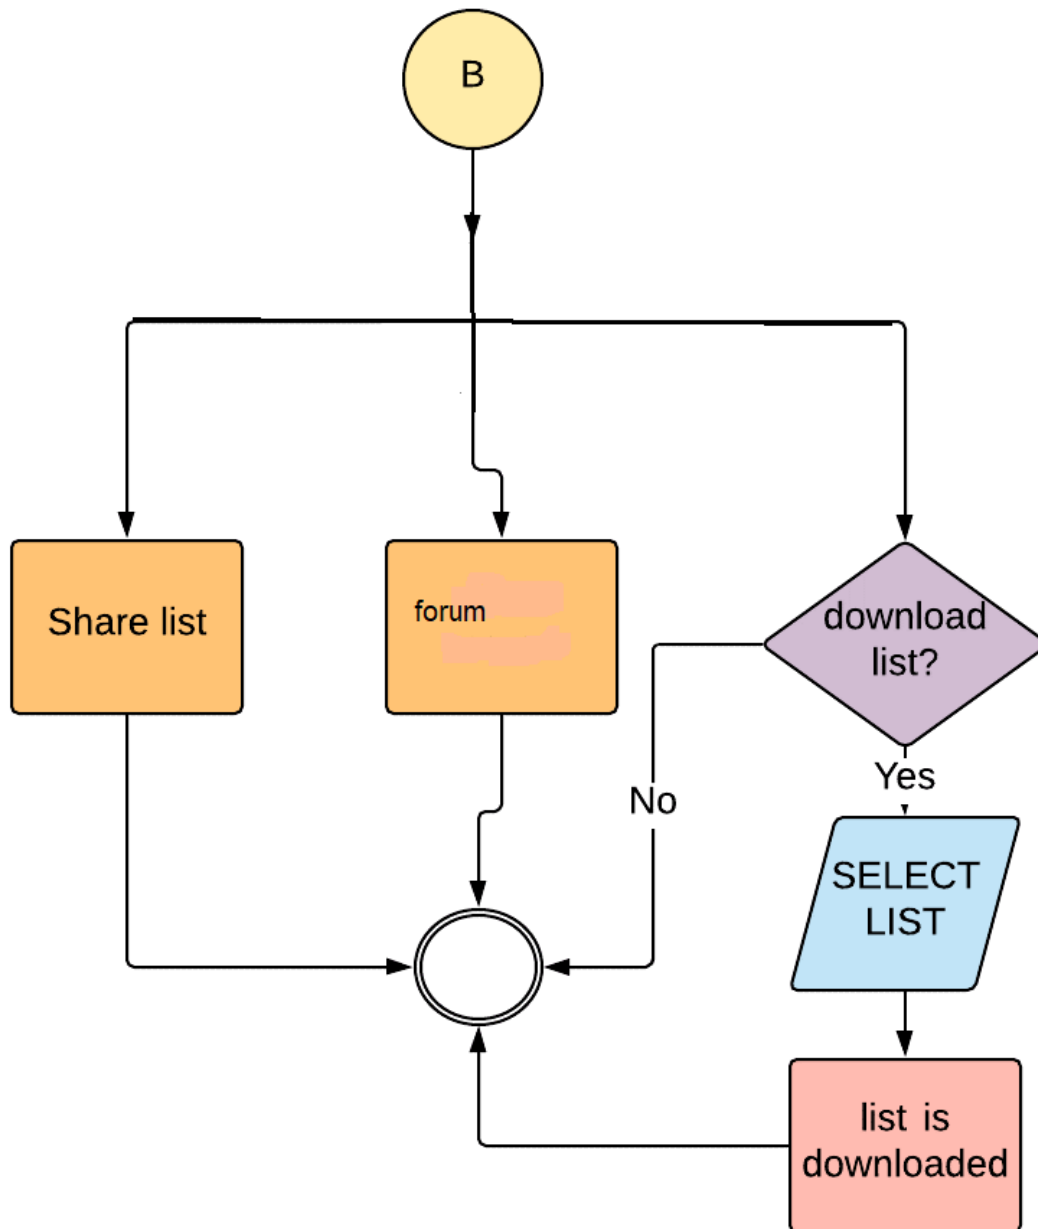 B
Share list
forum
download
list?
No
Yes
SELECT
LIST
list is
downloaded